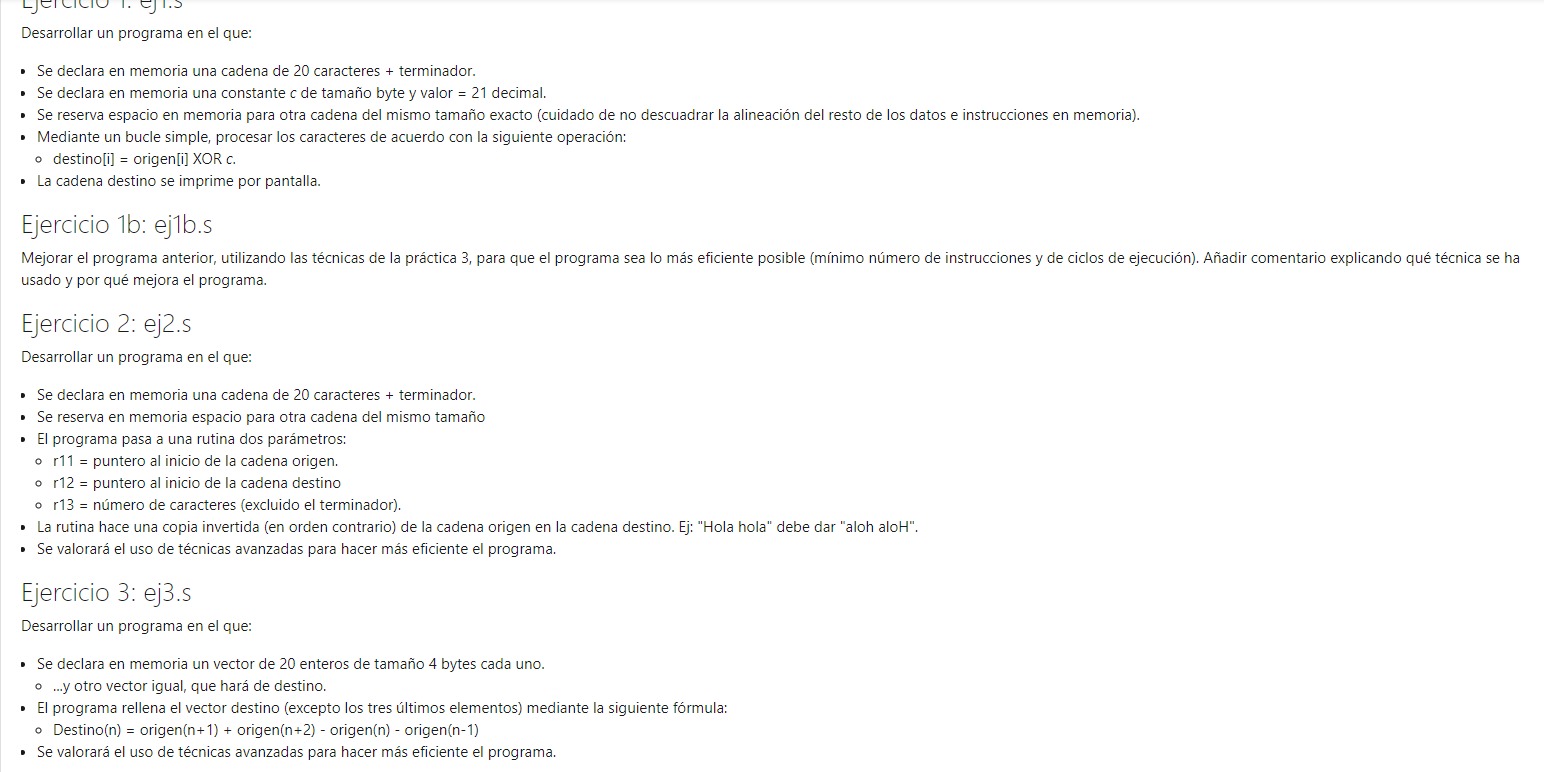 Ejercicio 1: ej1.s
Desarrollar un programa en el que:
• Se declara en memoria una cadena de 20 caracteres + terminador.
• Se declara en memoria una constante c de tamaño byte y valor = 21 decimal.
• Se reserva espacio en memoria para otra cadena del mismo tamaño exacto (cuidado de no descuadrar la alineación del resto de los datos e instrucciones en memoria).
• Mediante un bucle simple, procesar los caracteres de acuerdo con la siguiente operación:
◦ destino[i] = origen[i] XOR c.
• La cadena destino se imprime por pantalla.
Ejercicio 1b: ej1b.s
Mejorar el programa anterior, utilizando las técnicas de la práctica 3, para que el programa sea lo más eficiente posible (mínimo número de instrucciones y de ciclos de ejecución). Añadir comentario explicando qué técnica se ha
usado y por qué mejora el programa.
Ejercicio 2: ej2.s
Desarrollar un programa en el que:
• Se declara en memoria una cadena de 20 caracteres + terminador.
• Se reserva en memoria espacio para otra cadena del mismo tamaño
• El programa pasa a una rutina dos parámetros:
◦ r11 = puntero al inicio de la cadena origen.
◦ r12 = puntero al inicio de la cadena destino
◦ r13 = número de caracteres (excluido el terminador).
• La rutina hace una copia invertida (en orden contrario) de la cadena origen en la cadena destino. Ej: "Hola hola" debe dar "aloh aloH".
• Se valorará el uso de técnicas avanzadas para hacer más eficiente el programa.
Ejercicio 3: ej3.s
Desarrollar un programa en el que:
• Se declara en memoria un vector de 20 enteros de tamaño 4 bytes cada uno.
◦ ...y otro vector igual, que hará de destino.
• El programa rellena el vector destino (excepto los tres últimos elementos) mediante la siguiente fórmula:
◦ Destino(n) = origen(n+1) + origen(n+2) - origen(n) - origen(n-1)
• Se valorará el uso de técnicas avanzadas para hacer más eficiente el programa.